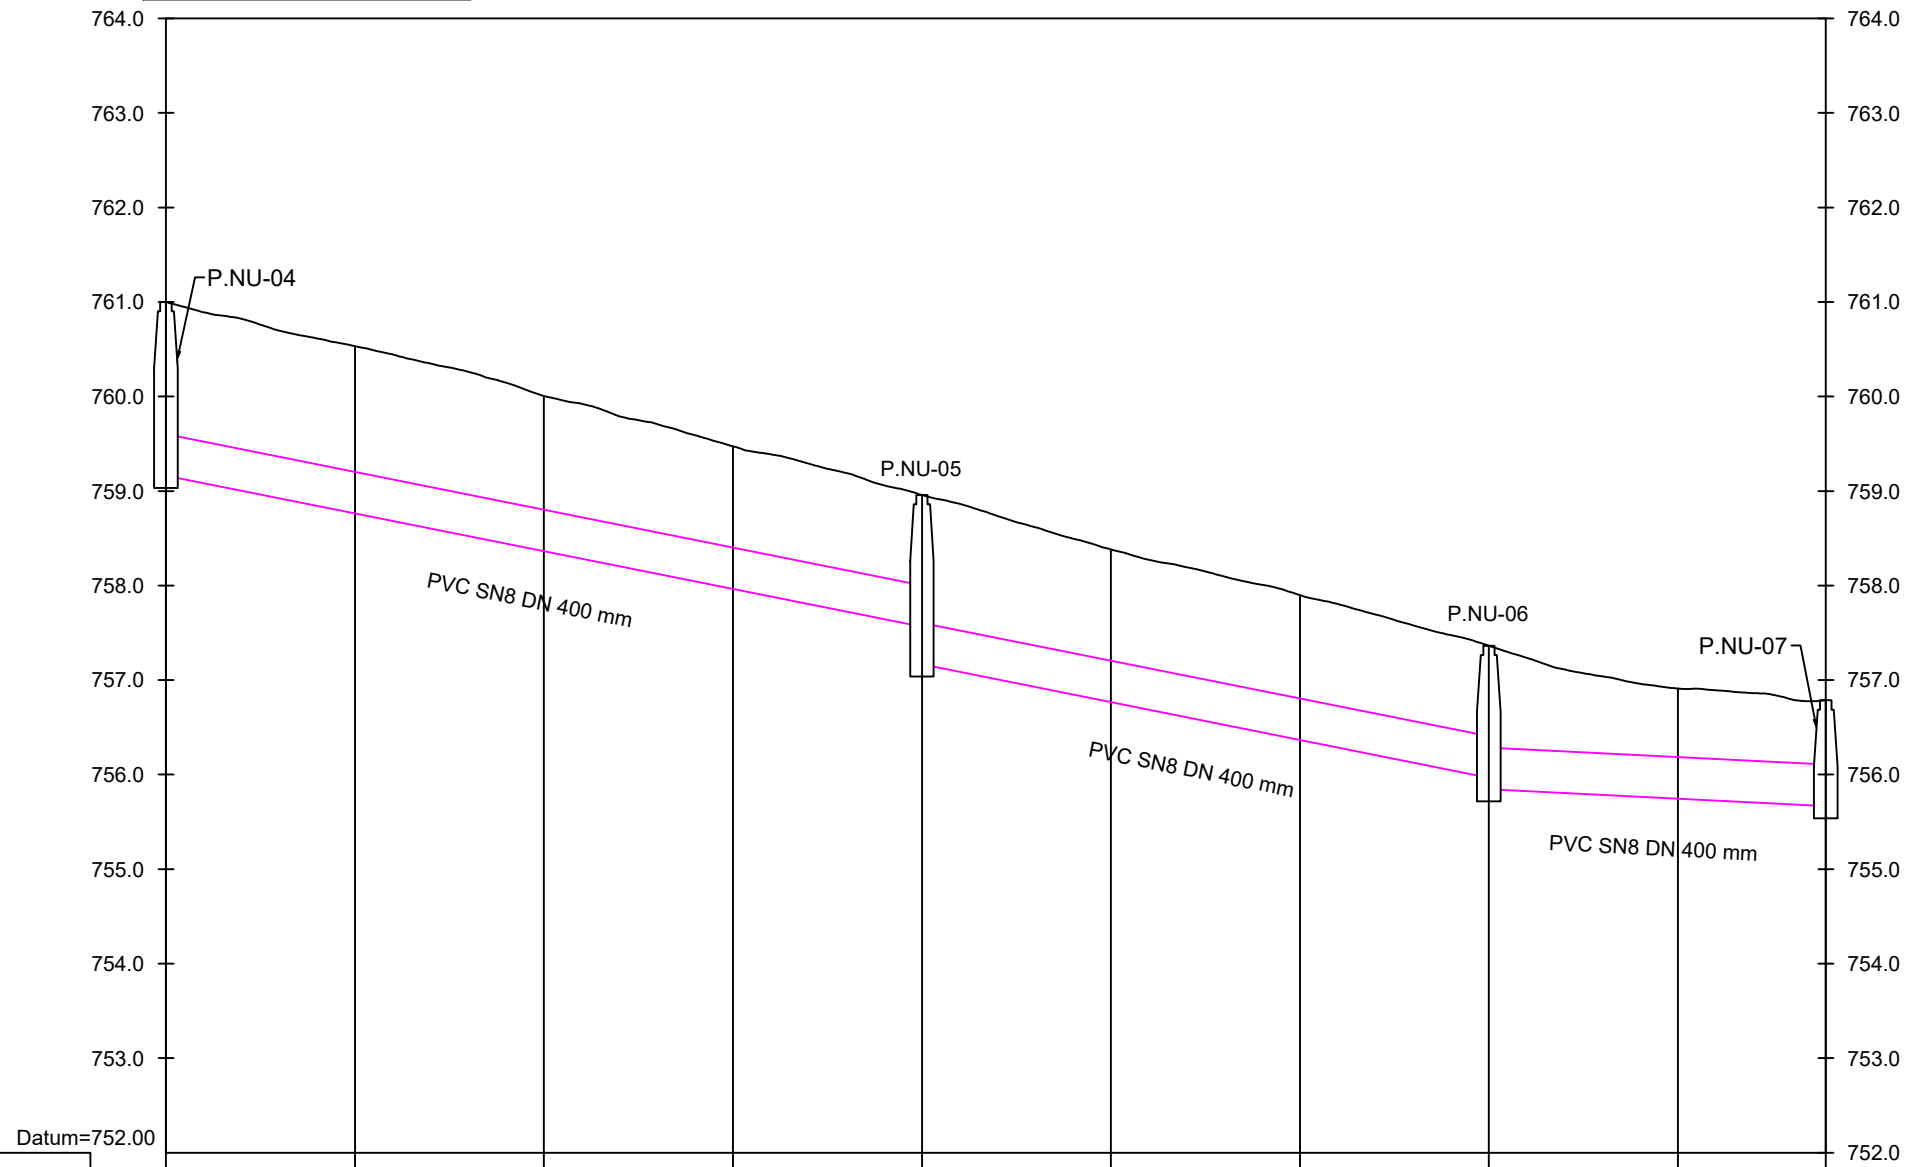 764.0 764.0
763.0 763.0
762.0 762.0
P.NU-04
761.0 761.0
760.0 760.0
P.NU-05
759.0 759.0
758.0 758.0
PVC SN8 DN 400 mm
P.NU-06
P.NU-07
757.0 757.0
PVC SN8 DN 400 mm
756.0 756.0
PVC SN8 DN 400 mm
755.0 755.0
754.0 754.0
753.0 753.0
Datum=752.00 752.0